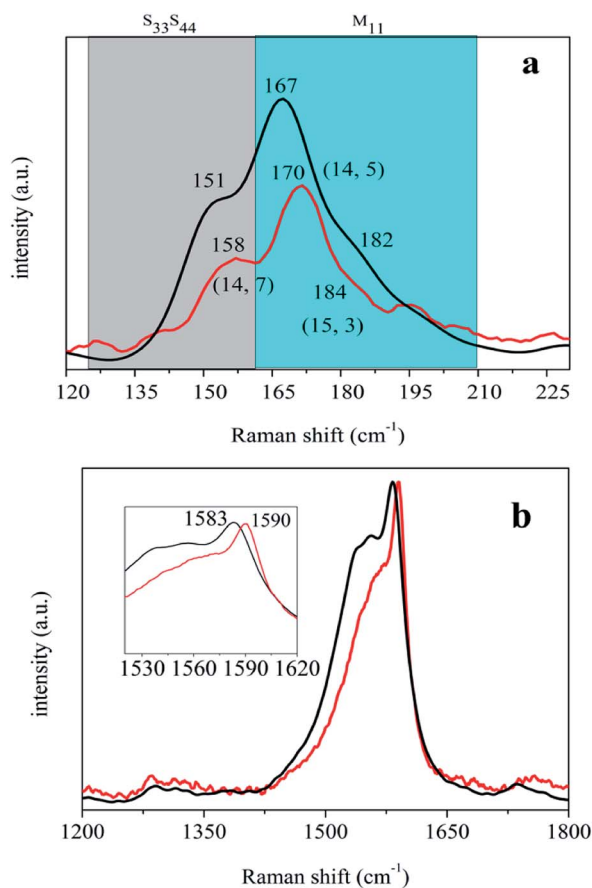 S33S44 M11
a
167
170
(14, 5)
151
182
158
184
(14, 7)
(15, 3)
intensity (a.u.)
120 135 150 165 180 195 210 225
Raman shift (cm-1)
b
1583 1590
1530 1560 1590 1620
intensity (a.u.)
1200 1350 1500 1650 1800
Raman shift (cm-1)